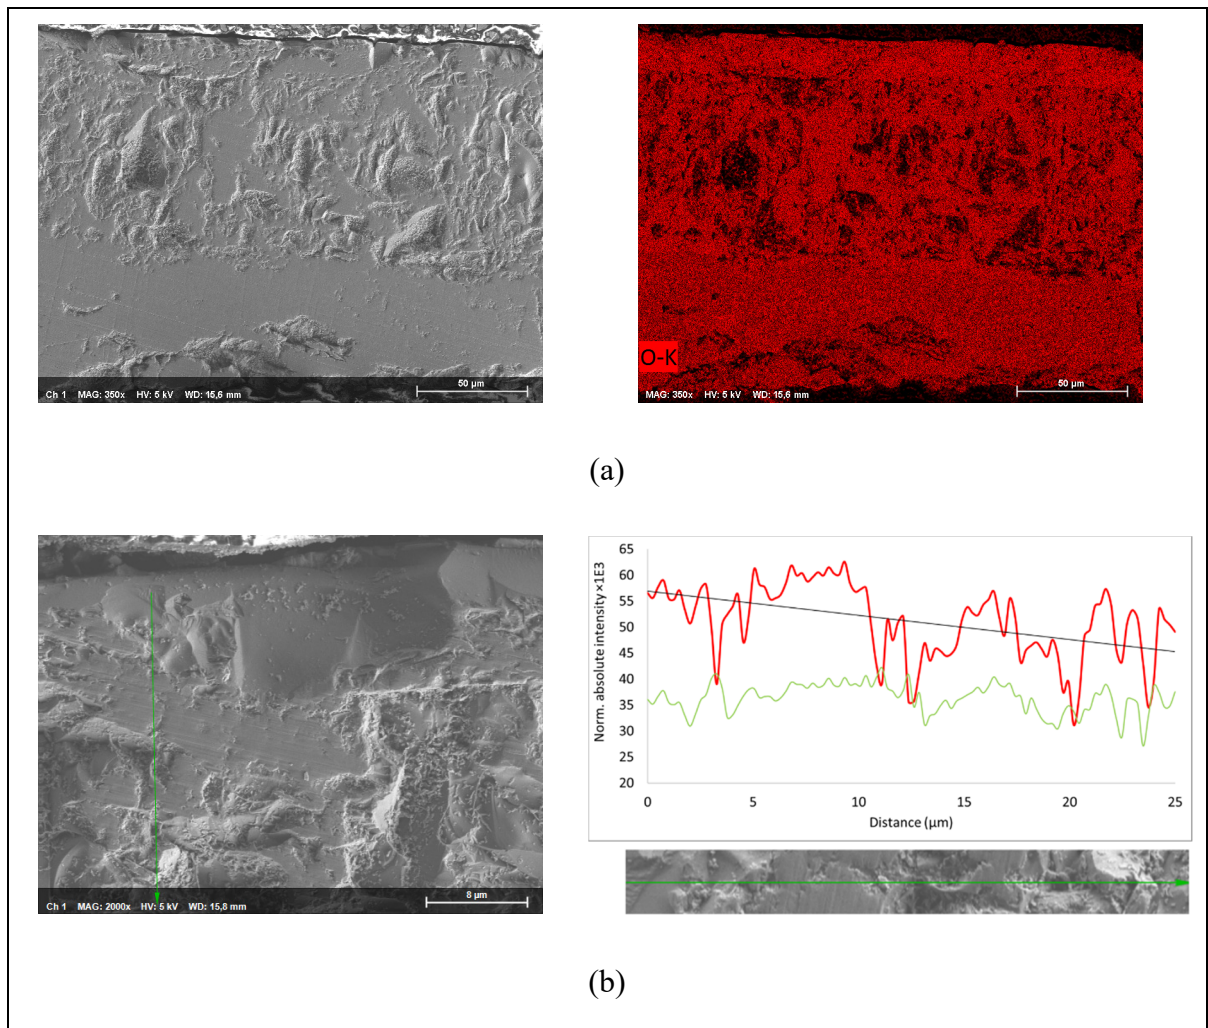 Ch 1 MAG: 350x HV: 5 kV WD: 15,6 mm
50 µm
O-K
MAG: 350x HV: 5 kV WD: 15,6 mm
50 µm
(a)
Ch 1 MAG: 2000x HV: 5 kV WD: 15,8 mm
8 µm
Norm. absolute intensity ×1E3
65
60
55
50
45
40
35
30
25
20
0 5 10 15 20 25
Distance (µm)
(b)